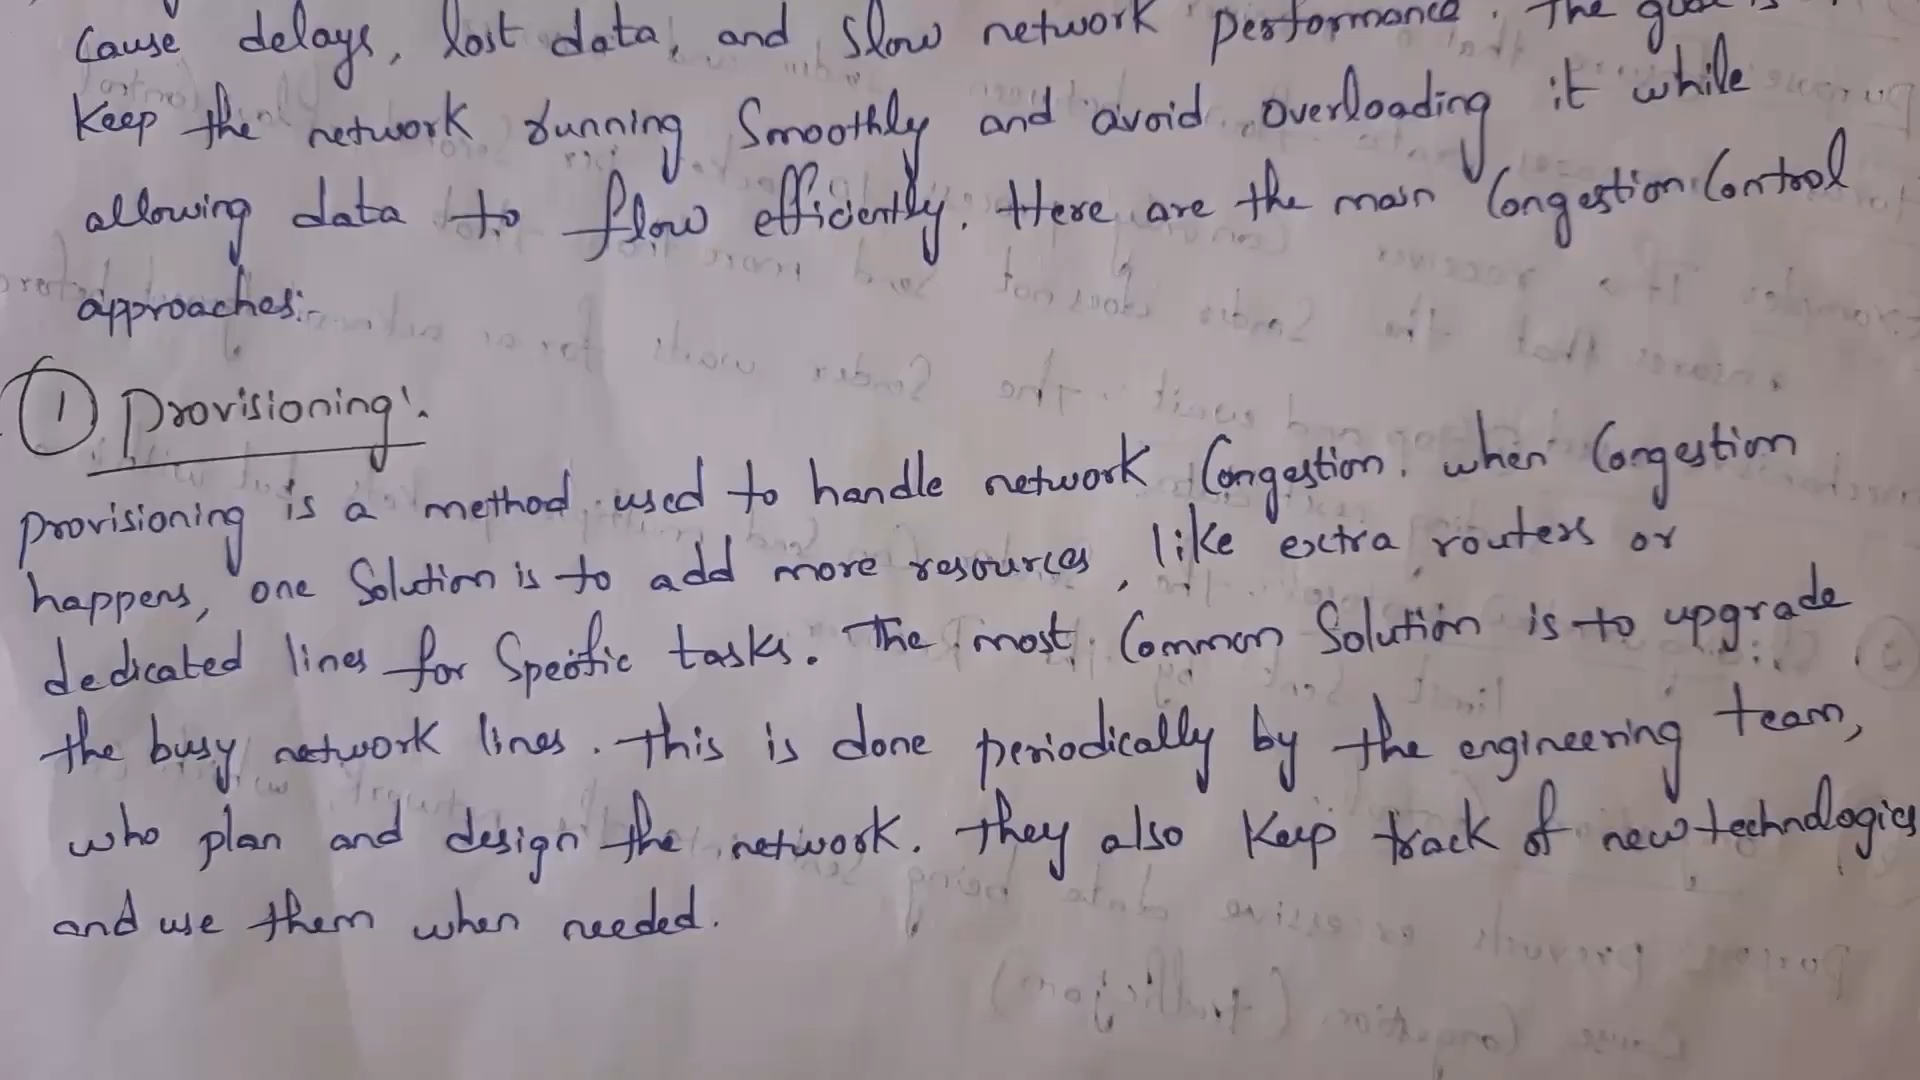 Cause delays, lost data, and slow network performance. The goal is
Keep the network running Smoothly and avoid overloading it while
allowing data to flow efficiently. Here are the main Congestion Control
approaches:-
① Provisioning:
provisioning is a method used to handle network Congestion. when Congestion
happens, one Solution is to add more resources, like extra routers or
dedicated lines for Specific tasks. The most Common Solution is to upgrade
the busy network lines. This is done periodically by the engineering team,
who plan and design the network. They also Keep track of new technologies
and use them when needed.